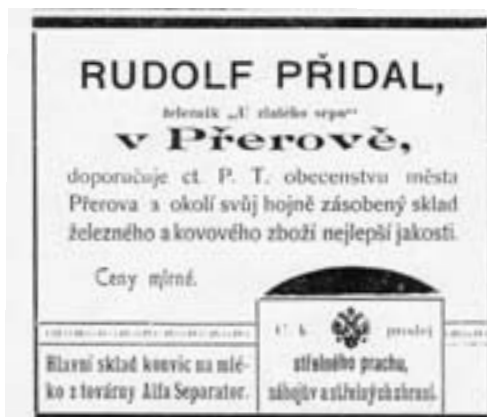 RUDOLF PŘIDAL,
železník „U zlatého srpu“
v Přerově,
doporučuje ct. P. T. obecenstvu města
Přerova a okolí svůj hojně zásobený sklad
železného a kovového zboží nejlepší jakosti.
Ceny mírné.
Hlavní sklad konvic na mlé-
ko z továrny Alfa Separator.
C. k. prodej
střelného prachu,
nábojův a střelných zbraní.